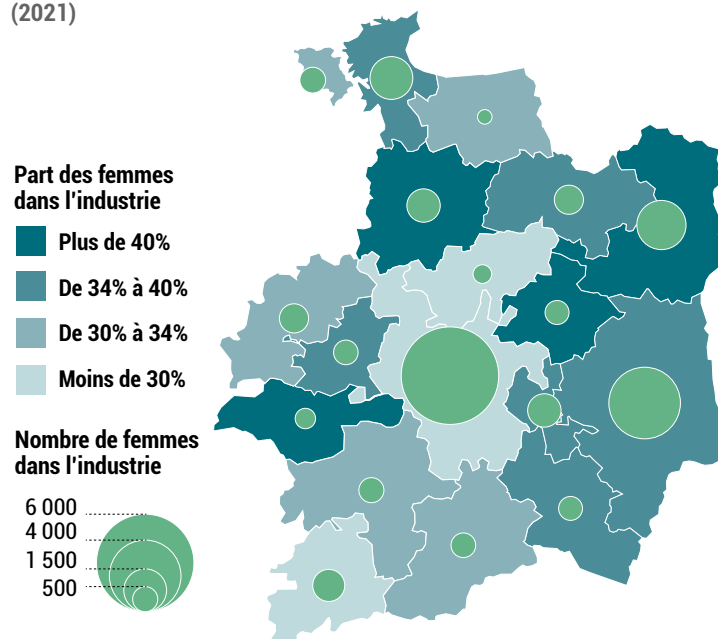 (2021)
Part des femmes
dans l'industrie
Plus de 40%
De 34% à 40%
De 30% à 34%
Moins de 30%
Nombre de femmes
dans l'industrie
6 000
4 000
1 500
500